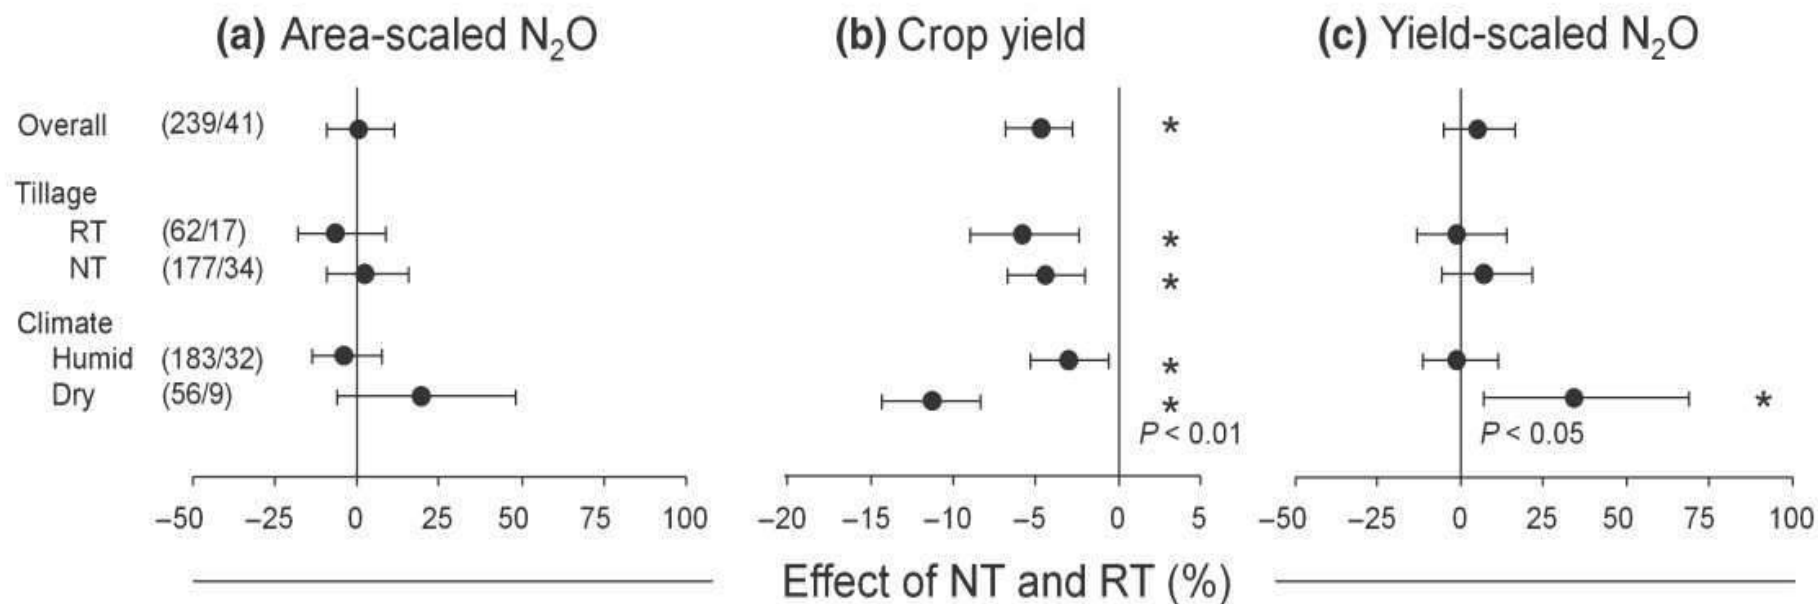 (a) Area-scaled N₂O (b) Crop yield (c) Yield-scaled N₂O
Overall (239/41) *
Tillage
RT (62/17) *
NT (177/34) *
Climate
Humid (183/32) *
Dry (56/9) * *
P < 0.01 P < 0.05
–50 –25 0 25 50 75 100 –20 –15 –10 –5 0 5 –50 –25 0 25 50 75 100
Effect of NT and RT (%)